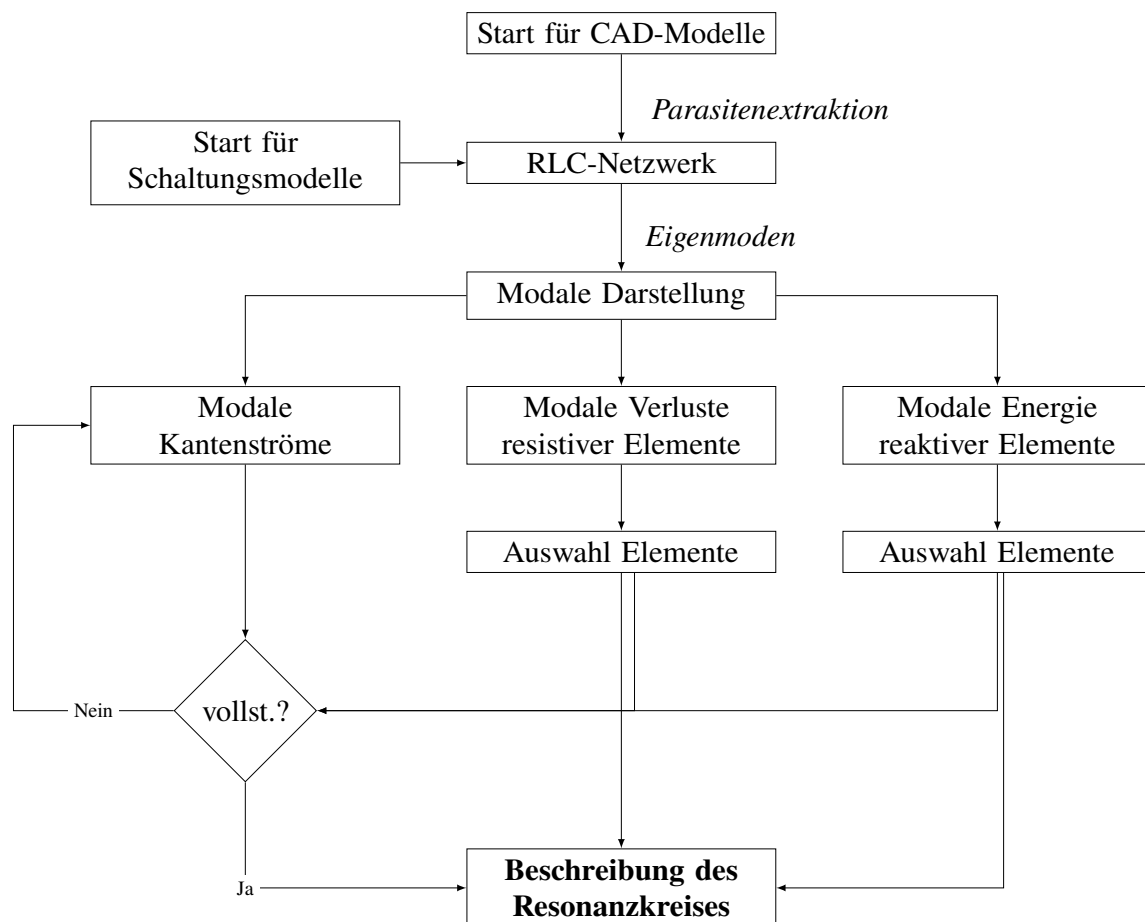 Start für CAD-Modelle
Parasitenextraktion
Start für
Schaltungsmodelle
RLC-Netzwerk
Eigenmoden
Modale Darstellung
Modale
Kantenströme
Modale Verluste
resistiver Elemente
Modale Energie
reaktiver Elemente
Auswahl Elemente
Auswahl Elemente
Nein
vollst.?
Ja
Beschreibung des
Resonanzkreises